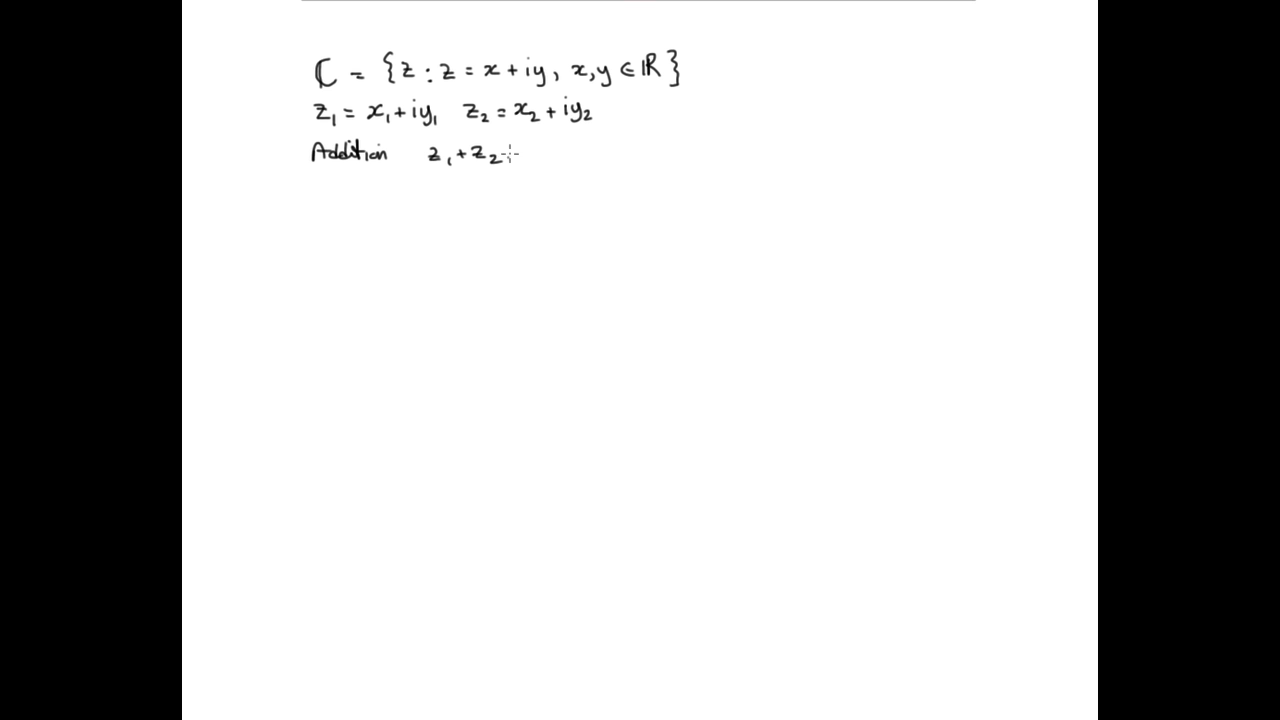 ℂ = {z : z = x + iy, x,y ∈ ℝ}
z₁ = x₁ + iy₁ z₂ = x₂ + iy₂
Addition z₁ + z₂